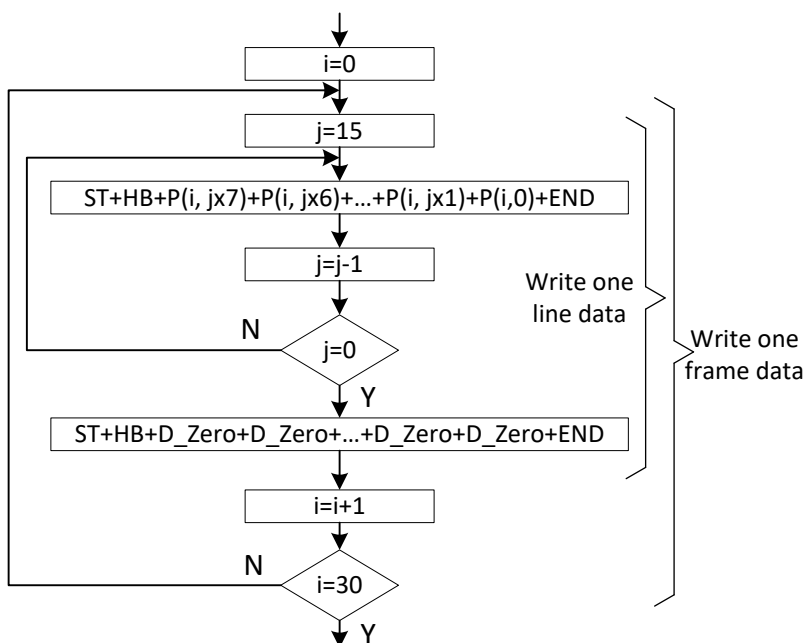 i=0
j=15
ST+HB+P(i, jx7)+P(i, jx6)+...+P(i, jx1)+P(i,0)+END
j=j-1
Write one
line data
N
j=0
Write one
frame data
Y
ST+HB+D_Zero+D_Zero+...+D_Zero+D_Zero+END
i=i+1
N
i=30
Y